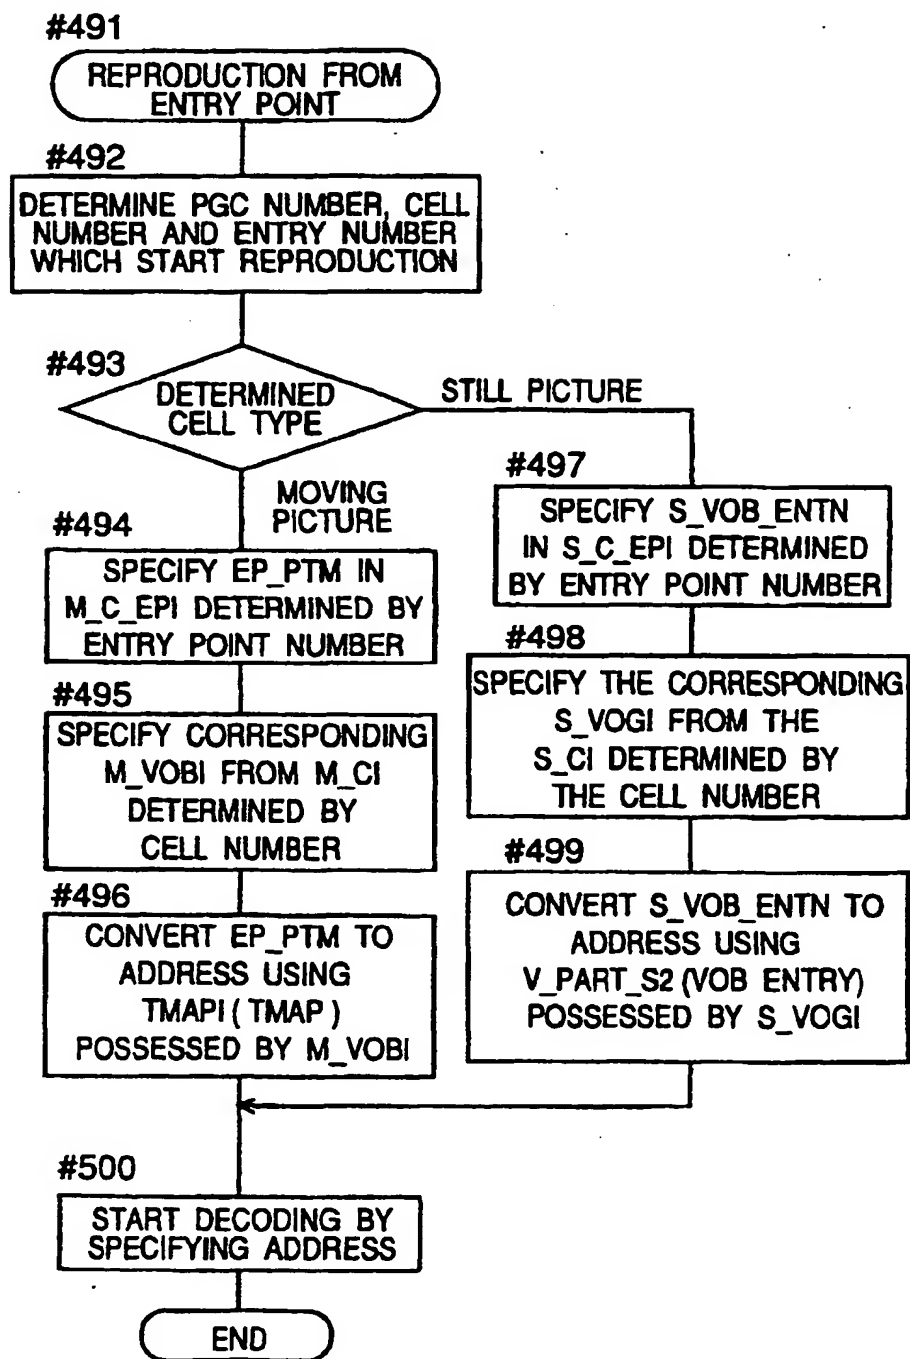 #491
REPRODUCTION FROM
ENTRY POINT
#492
DETERMINE PGC NUMBER, CELL
NUMBER AND ENTRY NUMBER
WHICH START REPRODUCTION
#493
DETERMINED
CELL TYPE
STILL PICTURE
MOVING
PICTURE
#494
SPECIFY EP_PTM IN
M_C_EPI DETERMINED BY
ENTRY POINT NUMBER
#495
SPECIFY CORRESPONDING
M_VOBI FROM M_CI
DETERMINED BY
CELL NUMBER
#496
CONVERT EP_PTM TO
ADDRESS USING
TMAPI ( TMAP )
POSSESSED BY M_VOBI
#497
SPECIFY S_VOB_ENTN
IN S_C_EPI DETERMINED
BY ENTRY POINT NUMBER
#498
SPECIFY THE CORRESPONDING
S_VOGI FROM THE
S_CI DETERMINED BY
THE CELL NUMBER
#499
CONVERT S_VOB_ENTN TO
ADDRESS USING
V_PART_S2 (VOB ENTRY)
POSSESSED BY S_VOGI
#500
START DECODING BY
SPECIFYING ADDRESS
END